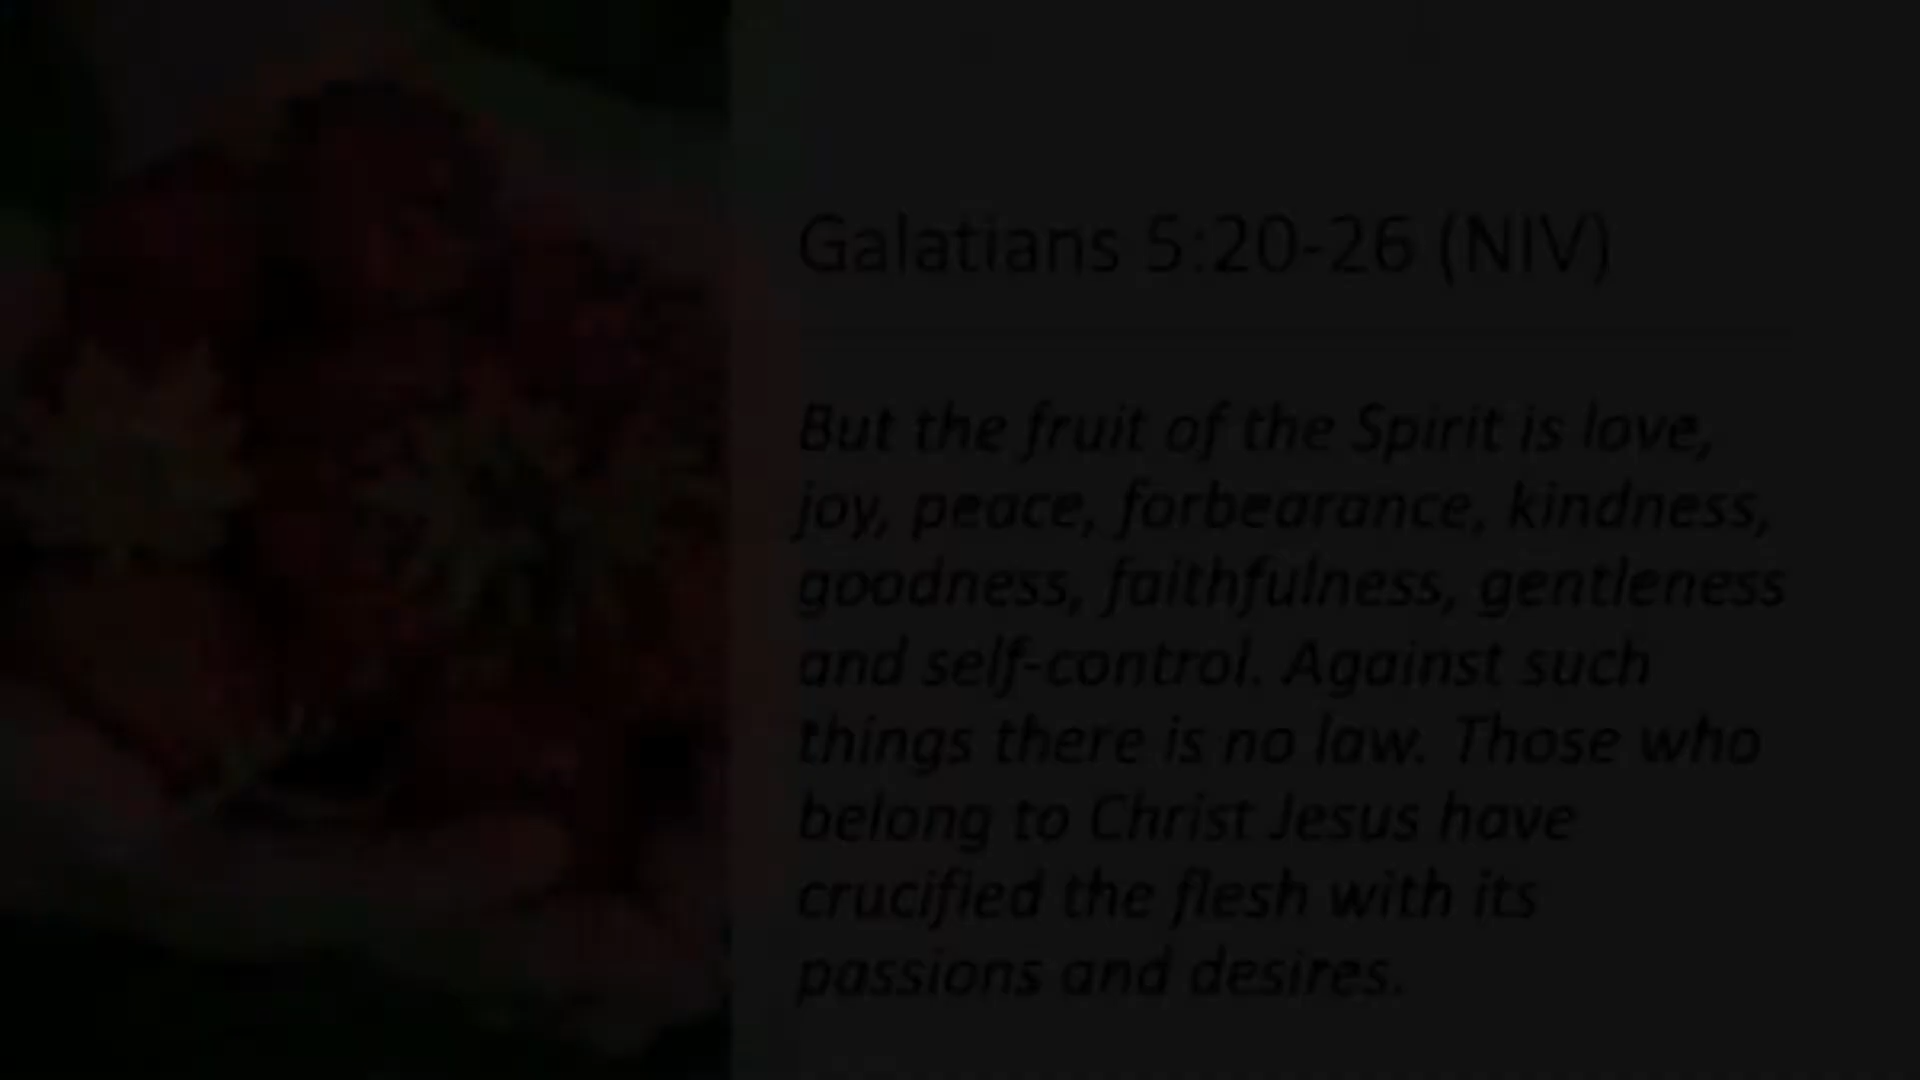 Galatians 5:20-26 (NIV)
But the fruit of the Spirit is love,
joy, peace, forbearance, kindness,
goodness, faithfulness, gentleness
and self-control. Against such
things there is no law. Those who
belong to Christ Jesus have
crucified the flesh with its
passions and desires.